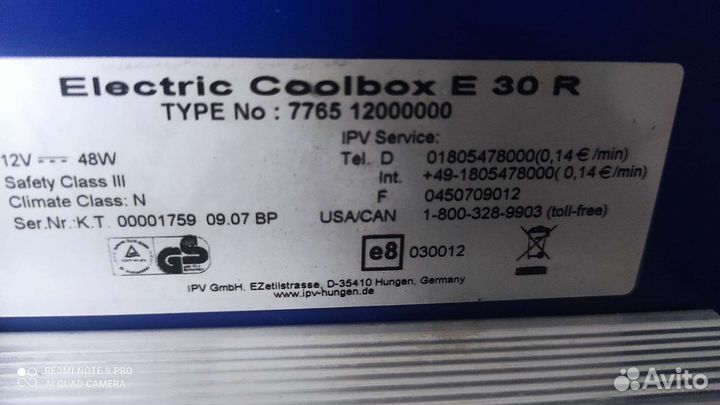 Electric Coolbox E 30 R
TYPE No : 7765 12000000
12V 48W
Safety Class III
Climate Class: N
Ser.Nr.: K.T. 00001759 09.07 BP
IPV Service:
Tel. D 01805478000(0,14€/min)
Int. +49-1805478000( 0,14€/min)
F 0450709012
USA/CAN 1-800-328-9903 (toll-free)
GS
e8 030012
IPV GmbH, EZetilstrasse, D-35410 Hungen, Germany
www.ipv-hungen.de
REDMI NOTE 9 PRO
AI QUAD CAMERA
Avito